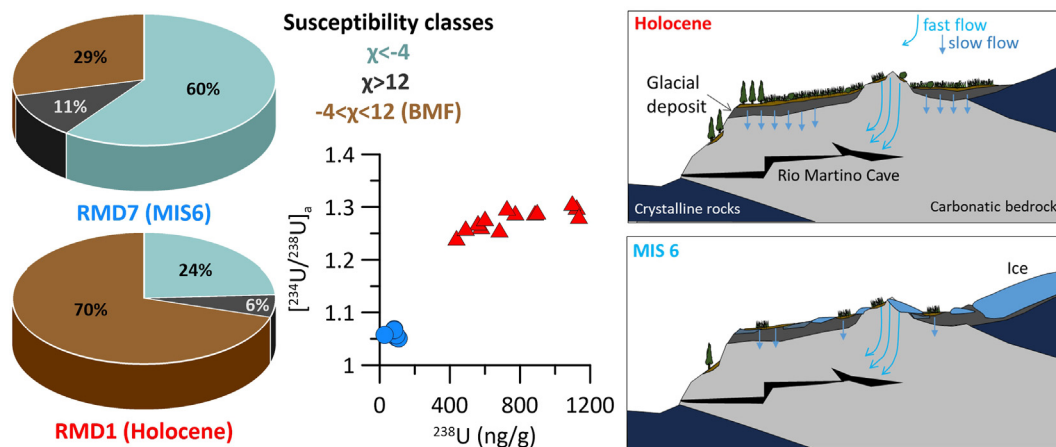 29%
60%
11%
RMD7 (MIS6)
24%
6%
70%
RMD1 (Holocene)
Susceptibility classes
χ<-4
χ>12
-4<χ<12 (BMF)
1.4
1.3
1.2
1.1
1
[²³⁴U/²³⁸U]ₐ
0
400
800
1200
²³⁸U (ng/g)
Holocene
fast flow
slow flow
Glacial
deposit
Rio Martino Cave
Crystalline rocks
Carbonatic bedrock
MIS 6
Ice